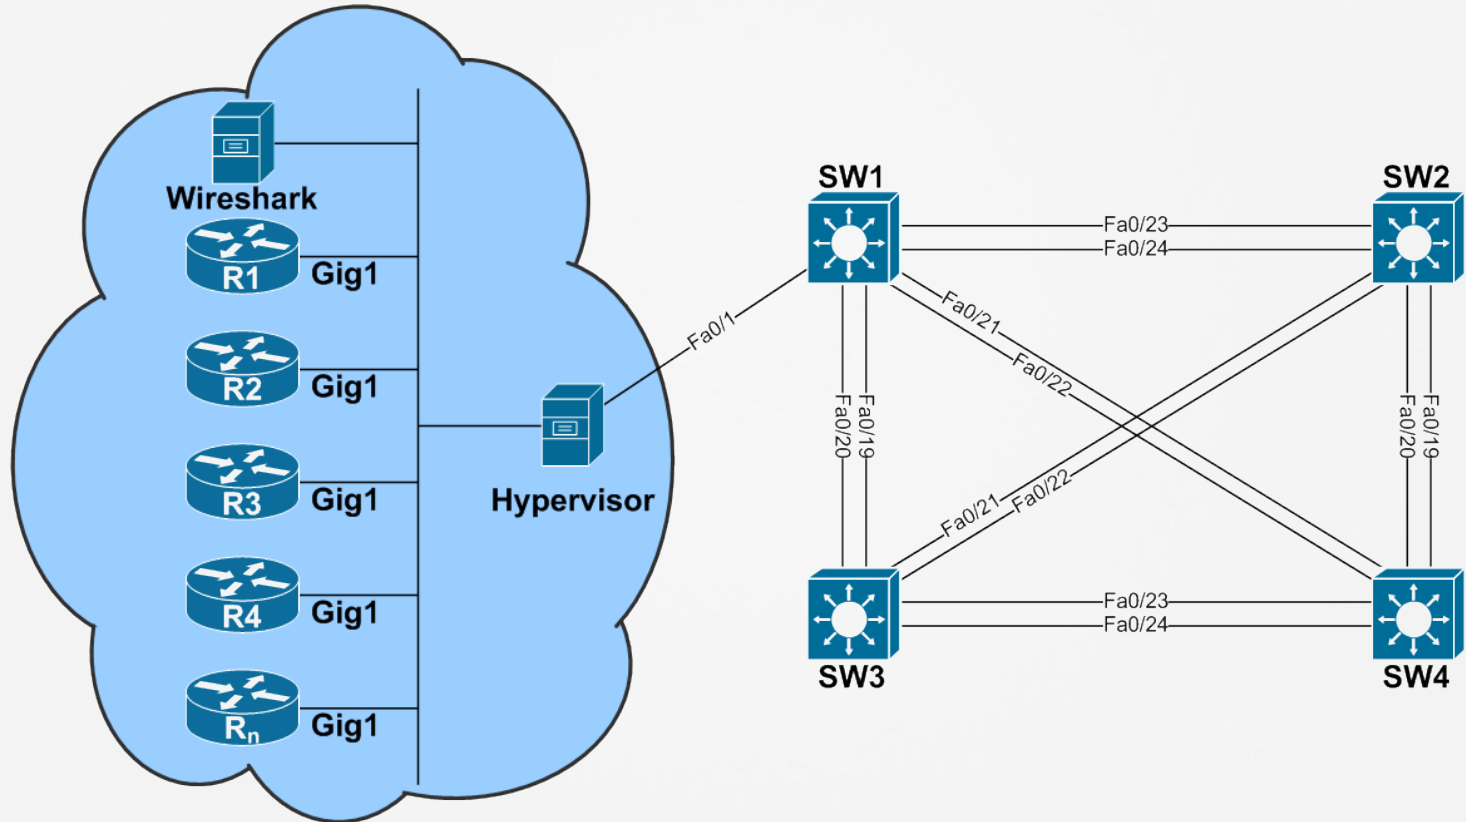 Wireshark
R1
Gig1
R2
Gig1
R3
Gig1
R4
Gig1
Rn
Gig1
Hypervisor
Fa0/1
SW1
SW2
Fa0/23
Fa0/24
Fa0/21
Fa0/22
Fa0/20
Fa0/19
Fa0/20
Fa0/19
Fa0/21
Fa0/22
Fa0/23
Fa0/24
SW3
SW4